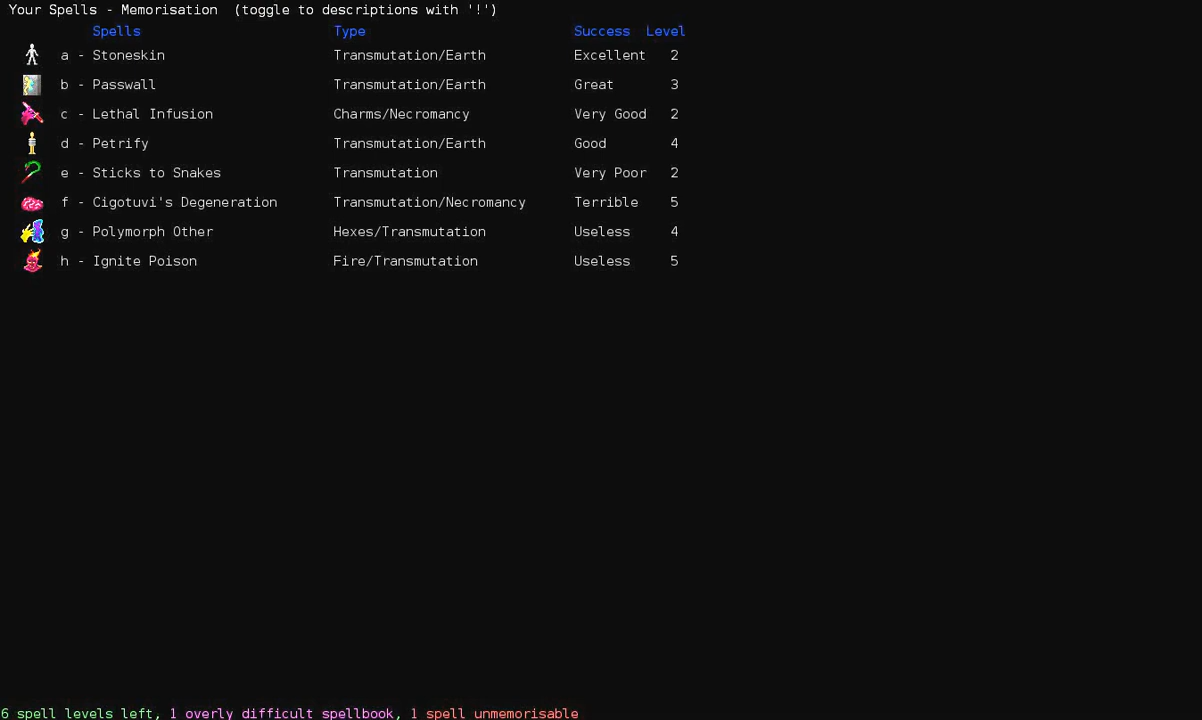 Your Spells - Memorisation (toggle to descriptions with '!')
Spells Type Success Level
a - Stoneskin Transmutation/Earth Excellent 2
b - Passwall Transmutation/Earth Great 3
c - Lethal Infusion Charms/Necromancy Very Good 2
d - Petrify Transmutation/Earth Good 4
e - Sticks to Snakes Transmutation Very Poor 2
f - Cigotuvi's Degeneration Transmutation/Necromancy Terrible 5
g - Polymorph Other Hexes/Transmutation Useless 4
h - Ignite Poison Fire/Transmutation Useless 5
6 spell levels left, 1 overly difficult spellbook, 1 spell unmemorisable